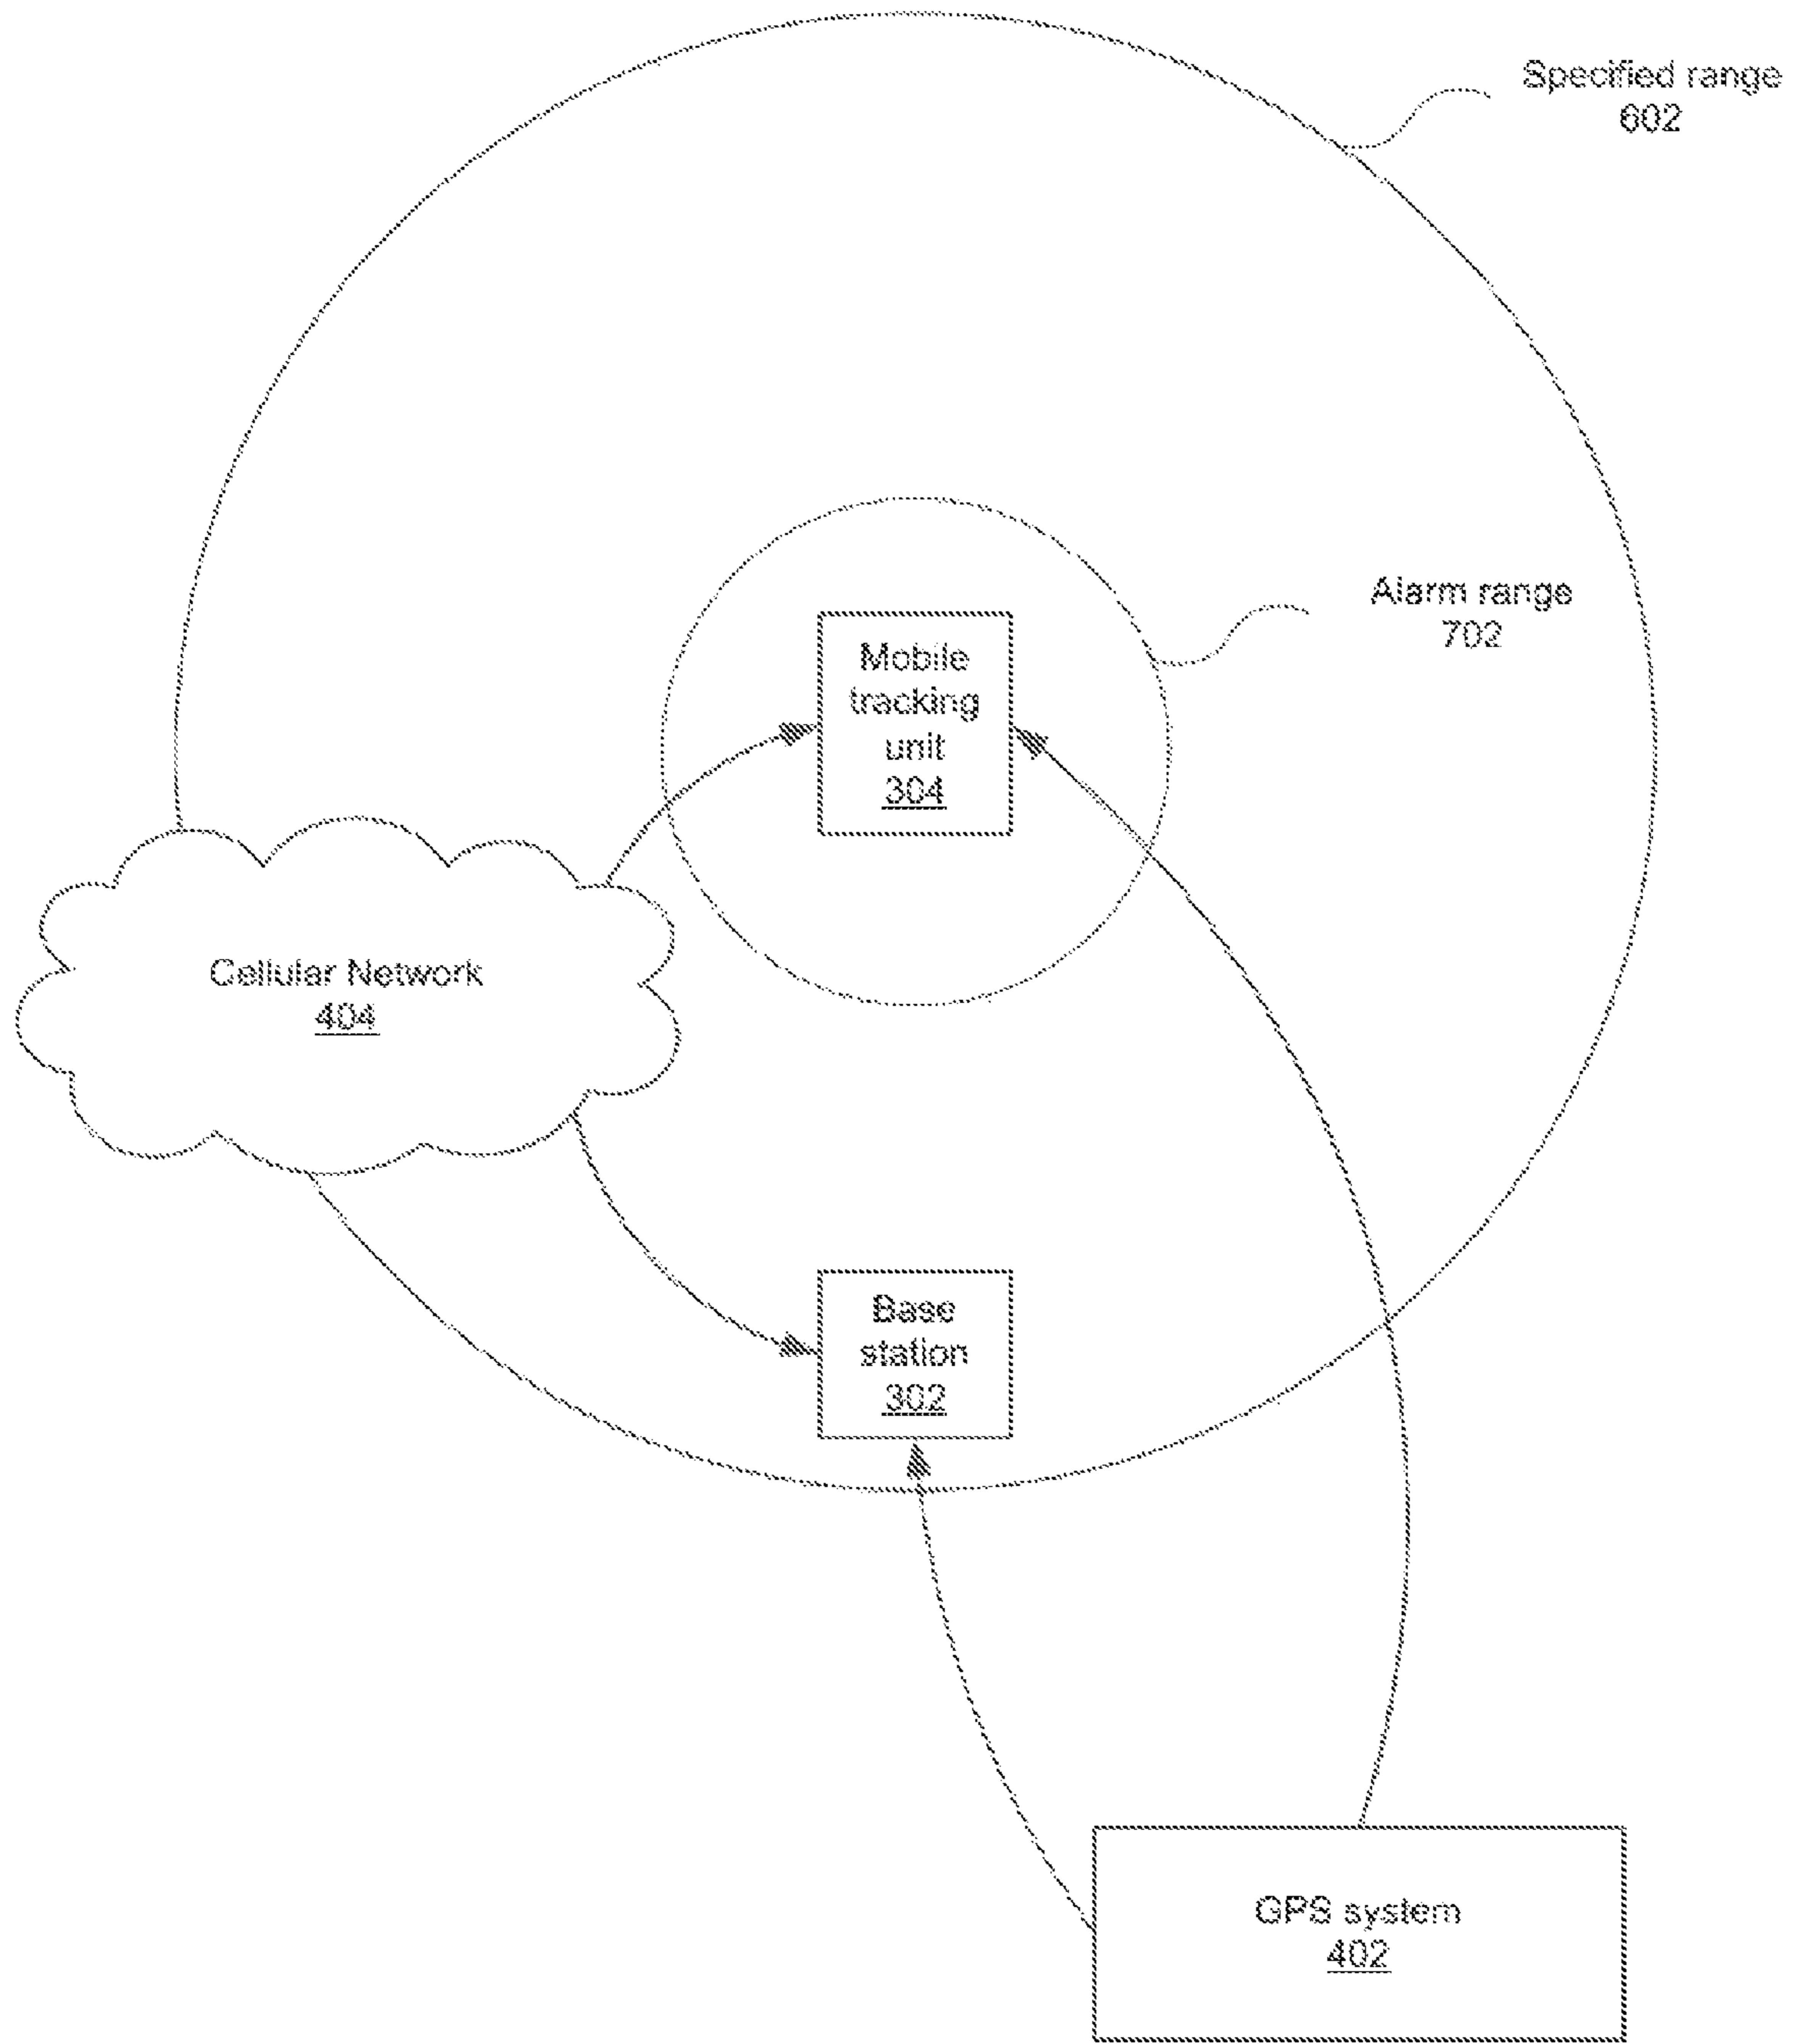 Specified range
602
Alarm range
702
Mobile
tracking
unit
304
Cellular Network
404
Base
station
302
GPS system
402